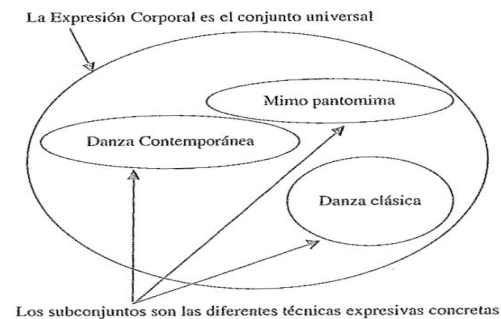 La Expresión Corporal es el conjunto universal
Mimo pantomima
Danza Contemporánea
Danza clásica
Los subconjuntos son las diferentes técnicas expresivas concretas